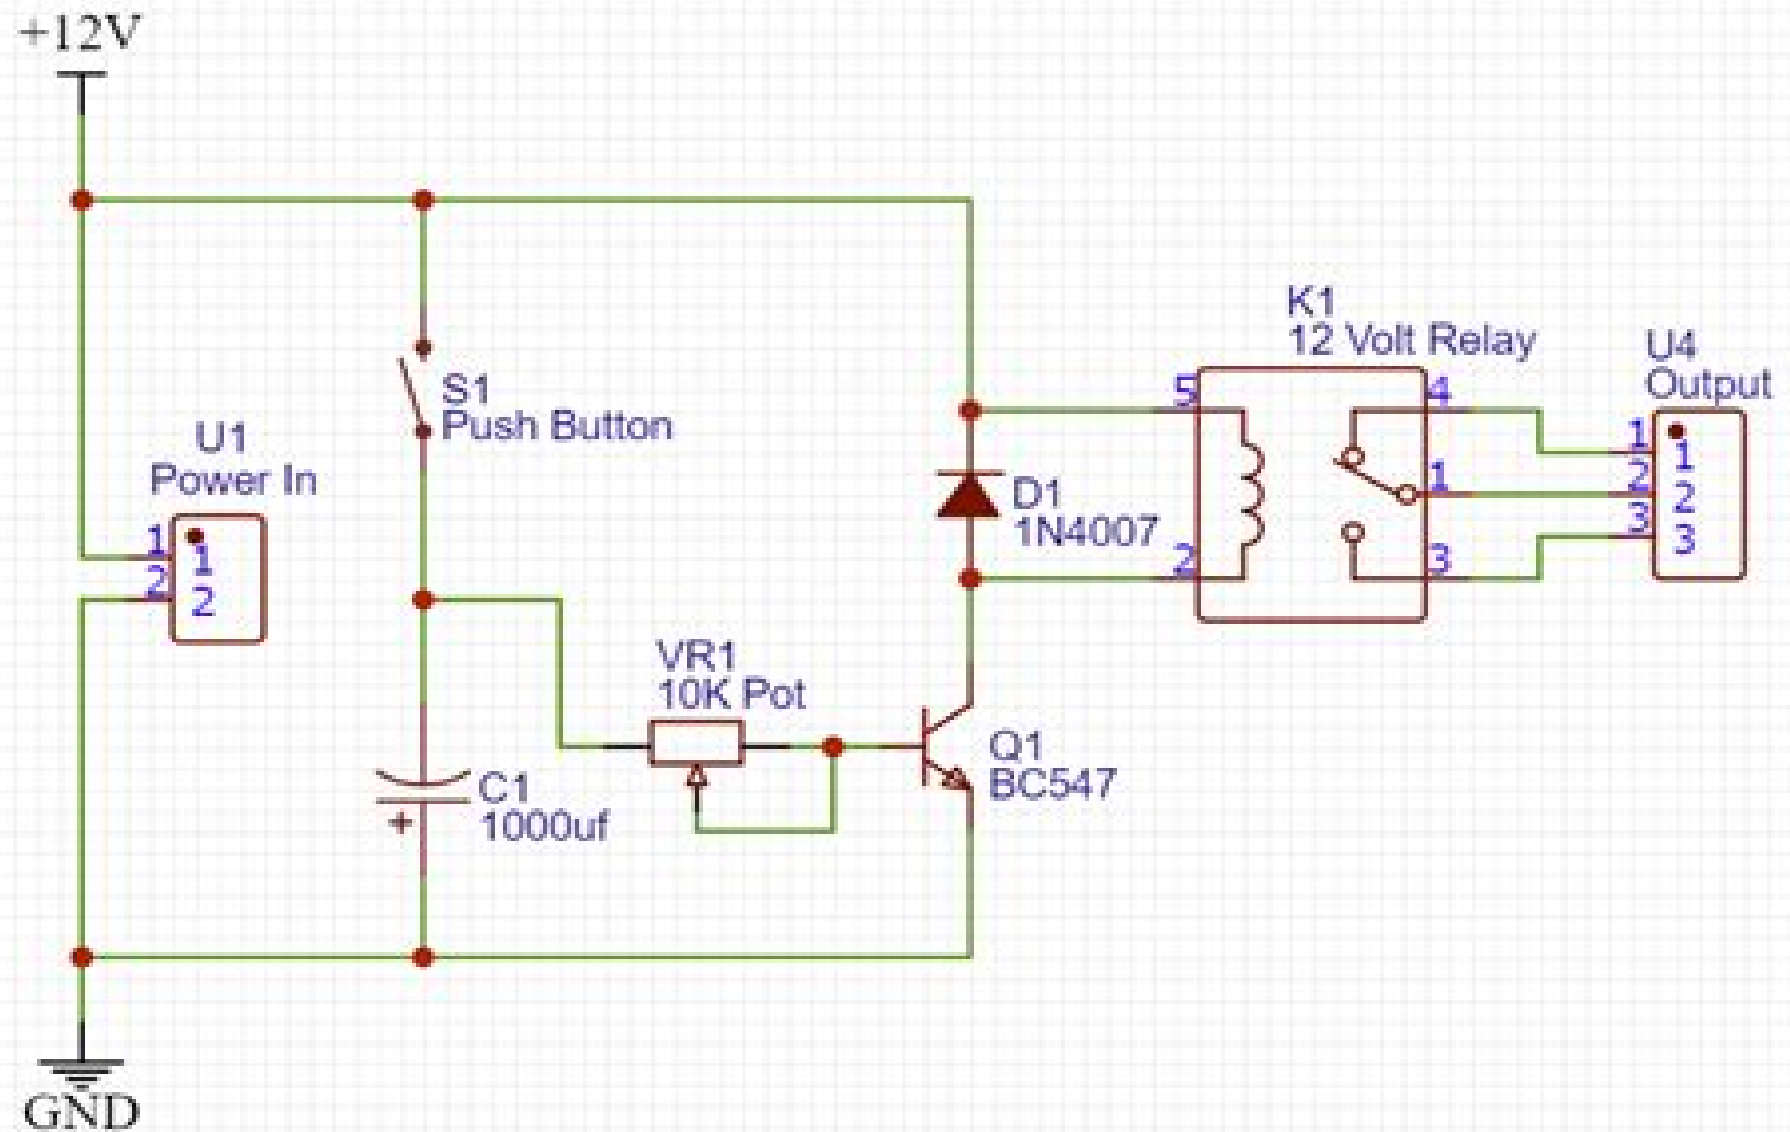 +12V
U1
Power In
1
2
1
2
S1
Push Button
C1
1000uf
+
VR1
10K Pot
D1
1N4007
Q1
BC547
K1
12 Volt Relay
5
2
4
1
3
U4
Output
1
2
3
1
2
3
GND